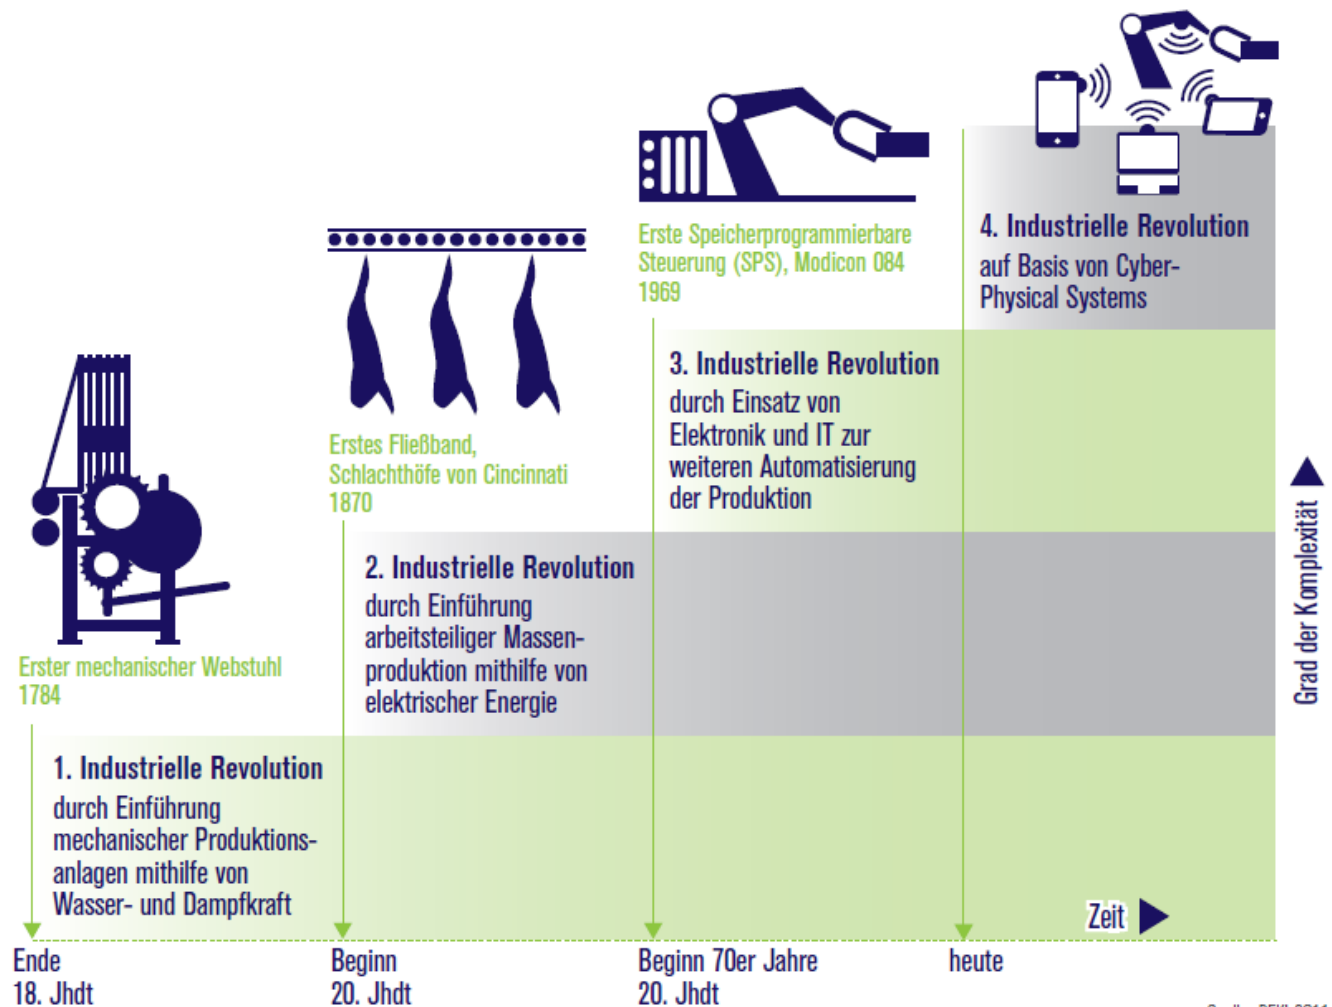 Erste Speicherprogrammierbare
Steuerung (SPS), Modicon 084
1969
4. Industrielle Revolution
auf Basis von Cyber-
Physical Systems
3. Industrielle Revolution
durch Einsatz von
Elektronik und IT zur
weiteren Automatisierung
der Produktion
Erstes Fließband,
Schlachthöfe von Cincinnati
1870
2. Industrielle Revolution
durch Einführung
arbeitsteiliger Massen-
produktion mithilfe von
elektrischer Energie
Erster mechanischer Webstuhl
1784
1. Industrielle Revolution
durch Einführung
mechanischer Produktions-
anlagen mithilfe von
Wasser- und Dampfkraft
Grad der Komplexität
Zeit
Ende
18. Jhdt
Beginn
20. Jhdt
Beginn 70er Jahre
20. Jhdt
heute